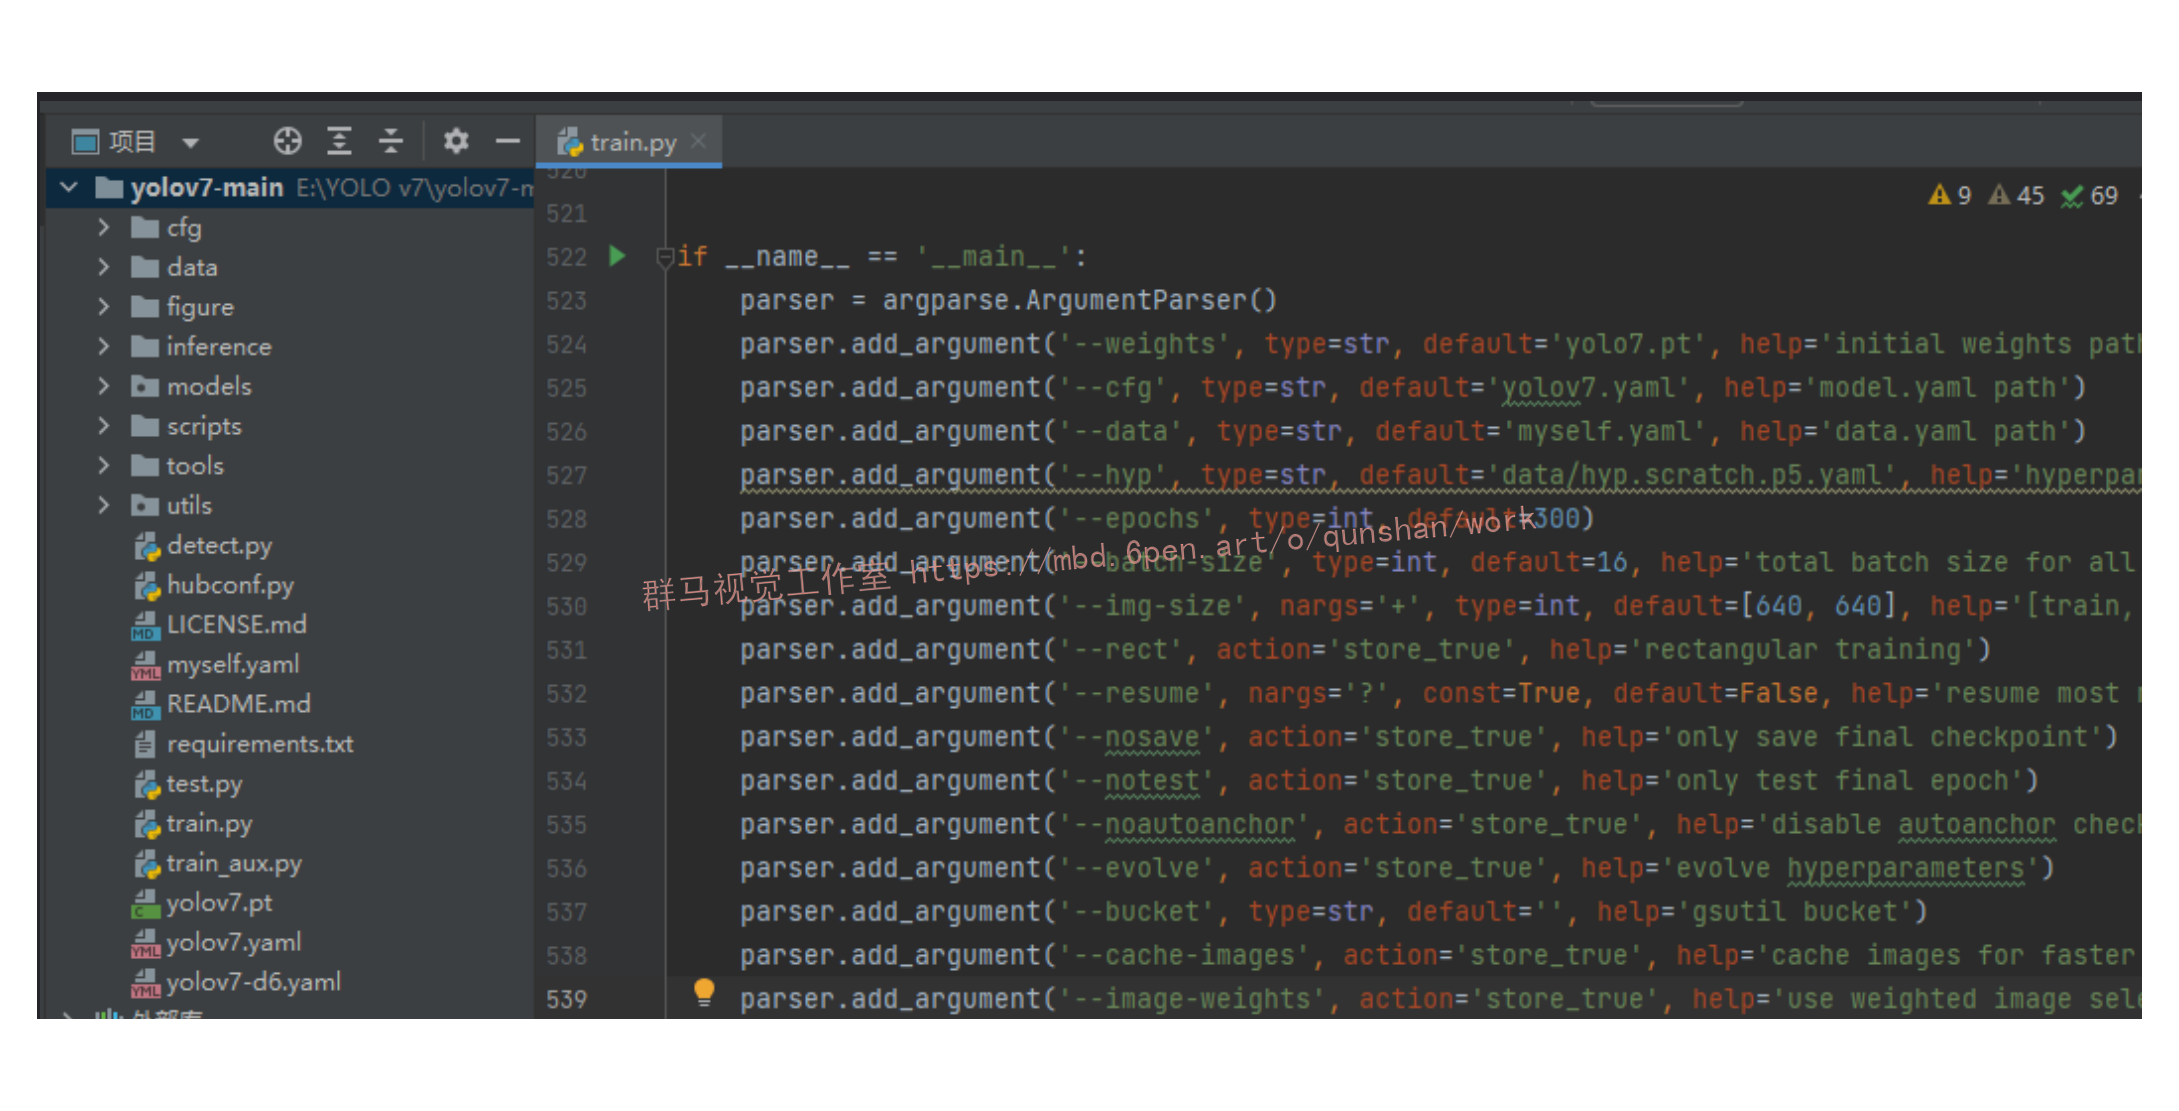 项目
train.py
yolov7-main E:\YOLO v7\yolov7-m
cfg
data
figure
inference
models
scripts
tools
utils
detect.py
hubconf.py
LICENSE.md
myself.yaml
README.md
requirements.txt
test.py
train.py
train_aux.py
yolov7.pt
yolov7.yaml
yolov7-d6.yaml
外部库
9 45 69
520
521
522 if __name__ == '__main__':
523 parser = argparse.ArgumentParser()
524 parser.add_argument('--weights', type=str, default='yolo7.pt', help='initial weights path
525 parser.add_argument('--cfg', type=str, default='yolov7.yaml', help='model.yaml path')
526 parser.add_argument('--data', type=str, default='myself.yaml', help='data.yaml path')
527 parser.add_argument('--hyp', type=str, default='data/hyp.scratch.p5.yaml', help='hyperpar
528 parser.add_argument('--epochs', type=int, default=300)
529 parser.add_argument('--batch-size', type=int, default=16, help='total batch size for all
530 parser.add_argument('--img-size', nargs='+', type=int, default=[640, 640], help='[train,
531 parser.add_argument('--rect', action='store_true', help='rectangular training')
532 parser.add_argument('--resume', nargs='?', const=True, default=False, help='resume most
533 parser.add_argument('--nosave', action='store_true', help='only save final checkpoint')
534 parser.add_argument('--notest', action='store_true', help='only test final epoch')
535 parser.add_argument('--noautoanchor', action='store_true', help='disable autoanchor check
536 parser.add_argument('--evolve', action='store_true', help='evolve hyperparameters')
537 parser.add_argument('--bucket', type=str, default='', help='gsutil bucket')
538 parser.add_argument('--cache-images', action='store_true', help='cache images for faster
539 parser.add_argument('--image-weights', action='store_true', help='use weighted image sele
群马视觉工作室 https://mbd.6pen.art/o/qunshan/work